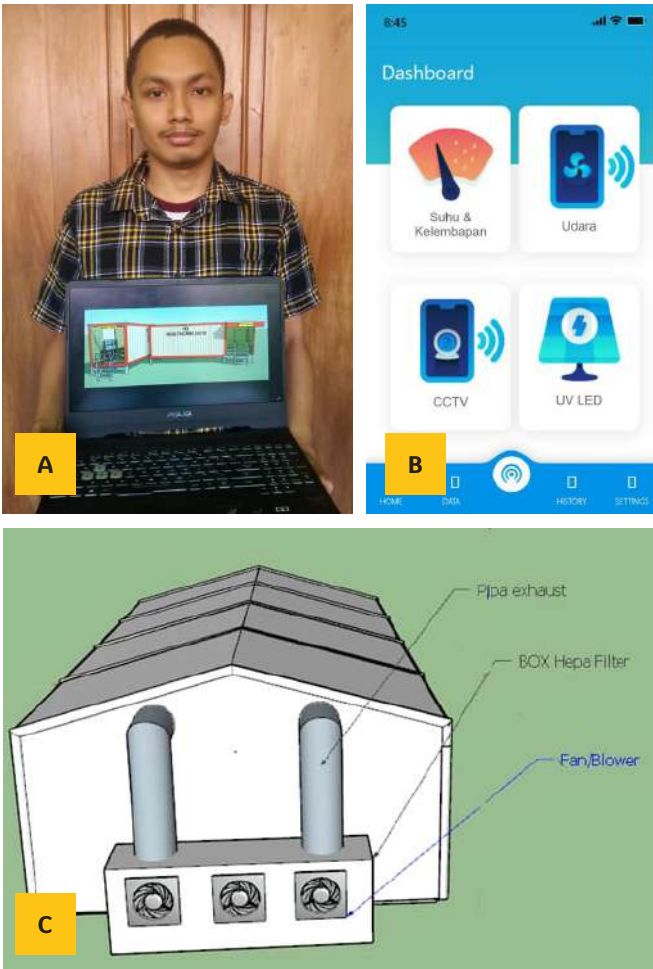 ASUS
A
8:45
Dashboard
Suhu &
Kelembapan
Udara
CCTV
UV LED
B
HOME
DATA
HISTORY
SETTINGS
Pipa exhaust
BOX Hepa Filter
Fan/Blower
C